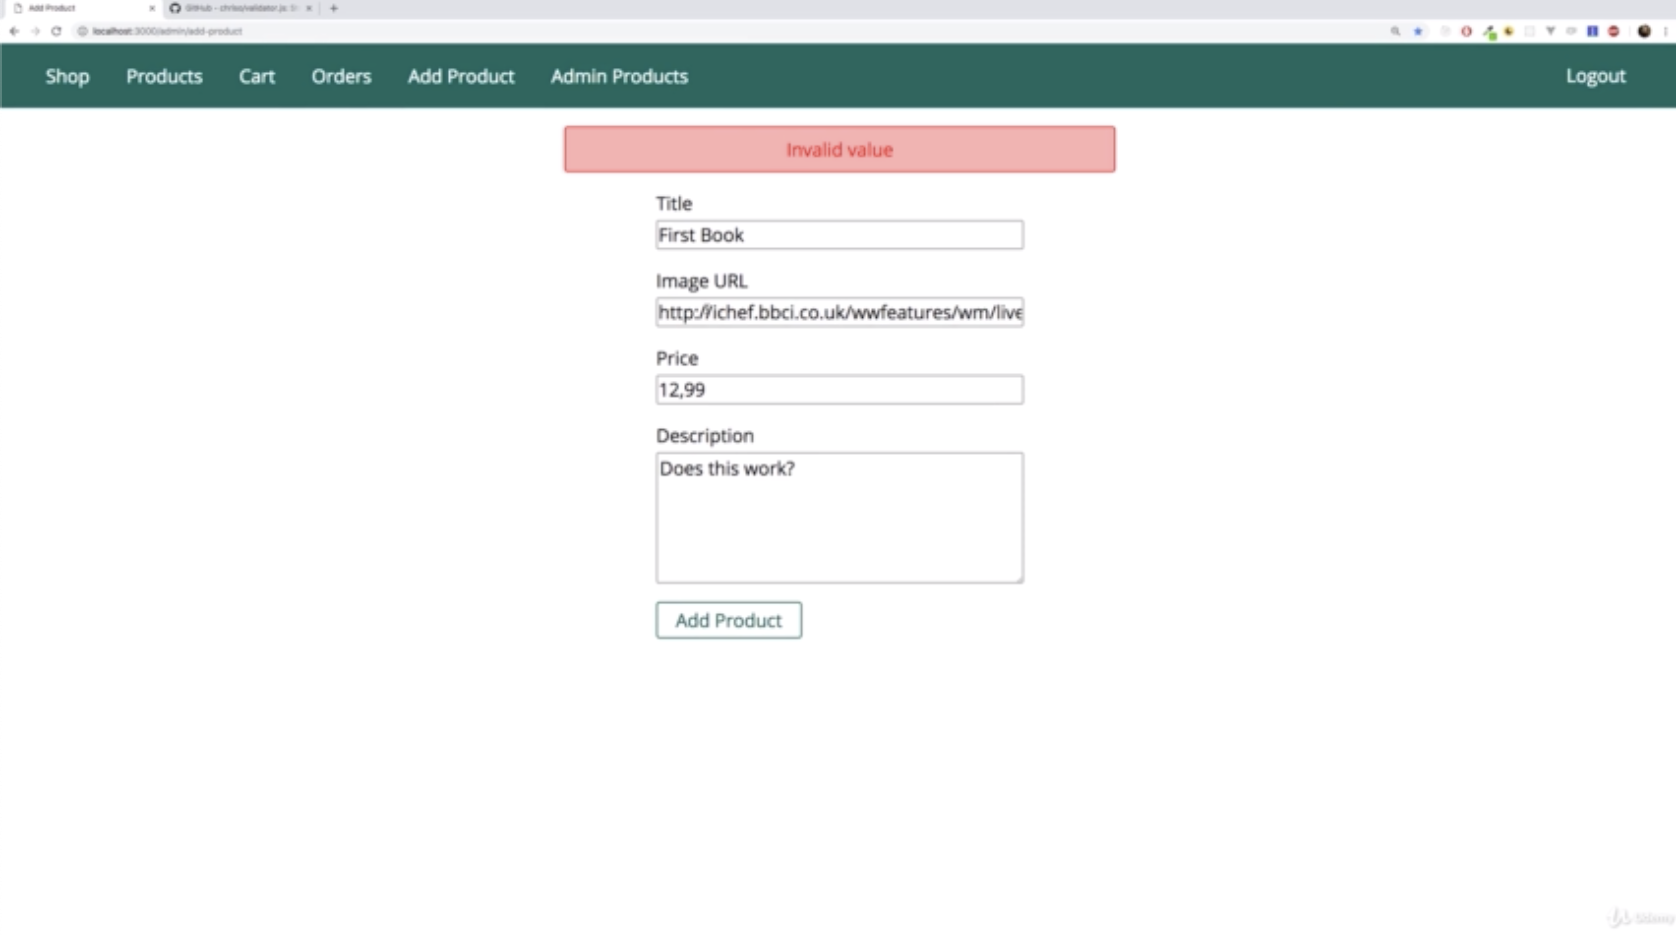 Add Product
GitHub - chriso/validator.js: St
localhost:3000/admin/add-product
Shop Products Cart Orders Add Product Admin Products Logout
Invalid value
Title
First Book
Image URL
http://ichef.bbci.co.uk/wwfeatures/wm/live
Price
12,99
Description
Does this work?
Add Product
Udemy